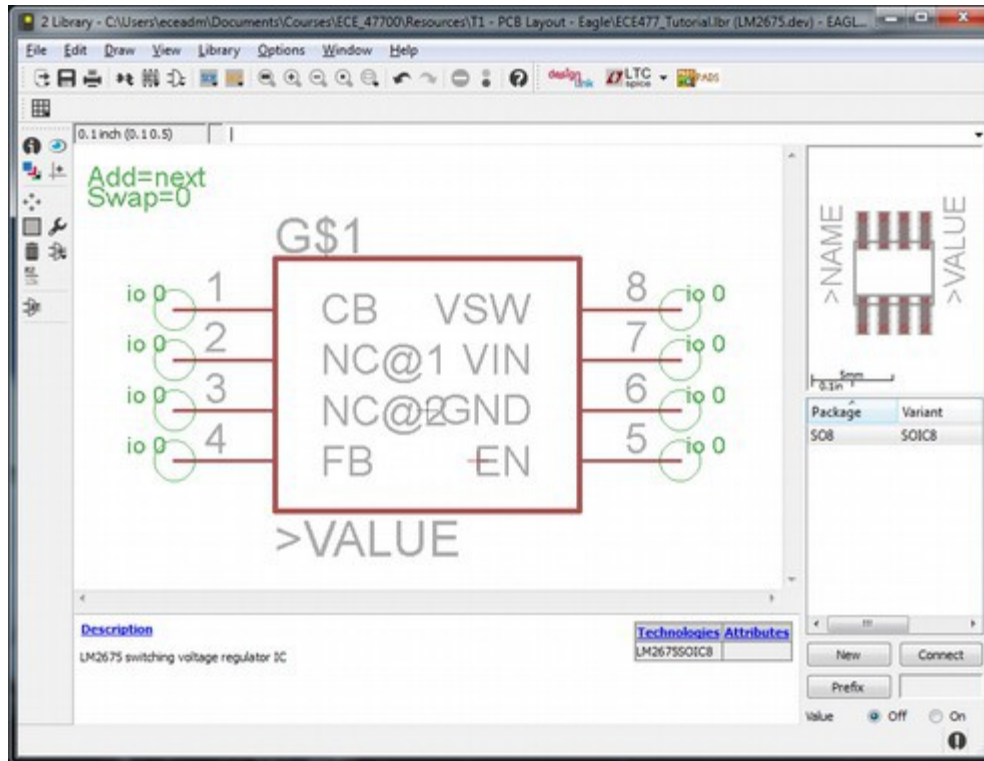 2 Library - C:\Users\eceadm\Documents\Courses\ECE_47700\Resources\T1 - PCB Layout - Eagle\ECE477_Tutorial.lbr (LM2675.dev) - EAGL...
File Edit Draw View Library Options Window Help
design link LTC spice PADS
0.1 inch (0.1 0.5)
Add=next
Swap=0
G$1
io 0 1 CB VSW 8 io 0
io 0 2 NC@1 VIN 7 io 0
io 0 3 NC@2 GND 6 io 0
io 0 4 FB EN 5 io 0
>VALUE
>NAME
>VALUE
5mm
0.1in
Package Variant
SO8 SOIC8
Description
LM2675 switching voltage regulator IC
Technologies Attributes
LM2675SOIC8
New Connect
Prefix
Value Off On